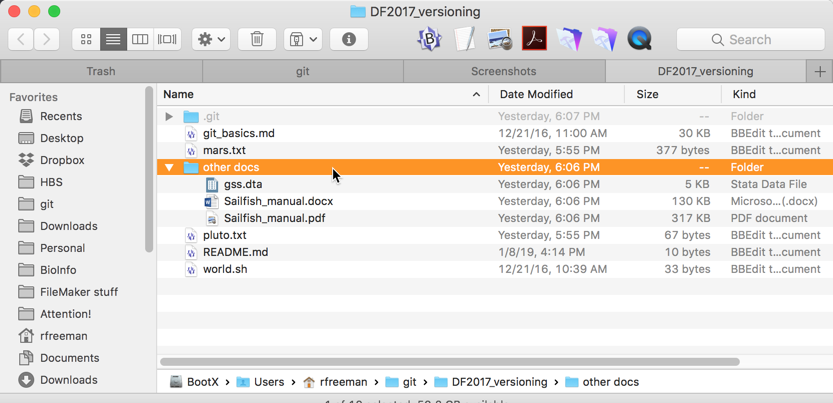 DF2017_versioning
Search
Trash git Screenshots DF2017_versioning +
Favorites
Recents
Desktop
Dropbox
HBS
git
Downloads
Personal
BioInfo
FileMaker stuff
Attention!
rfreeman
Documents
Downloads
Name Date Modified Size Kind
.git Yesterday, 6:07 PM -- Folder
git_basics.md 12/21/16, 11:00 AM 30 KB BBEdit t...cument
mars.txt Yesterday, 5:55 PM 377 bytes BBEdit t...cument
other docs Yesterday, 6:06 PM -- Folder
gss.dta Yesterday, 6:06 PM 5 KB Stata Data File
Sailfish_manual.docx Yesterday, 6:06 PM 130 KB Microso...(.docx)
Sailfish_manual.pdf Yesterday, 6:06 PM 317 KB PDF document
pluto.txt Yesterday, 5:55 PM 67 bytes BBEdit t...cument
README.md 1/8/19, 4:14 PM 10 bytes BBEdit t...cument
world.sh 12/21/16, 10:39 AM 33 bytes BBEdit t...cument
BootX › Users › rfreeman › git › DF2017_versioning › other docs